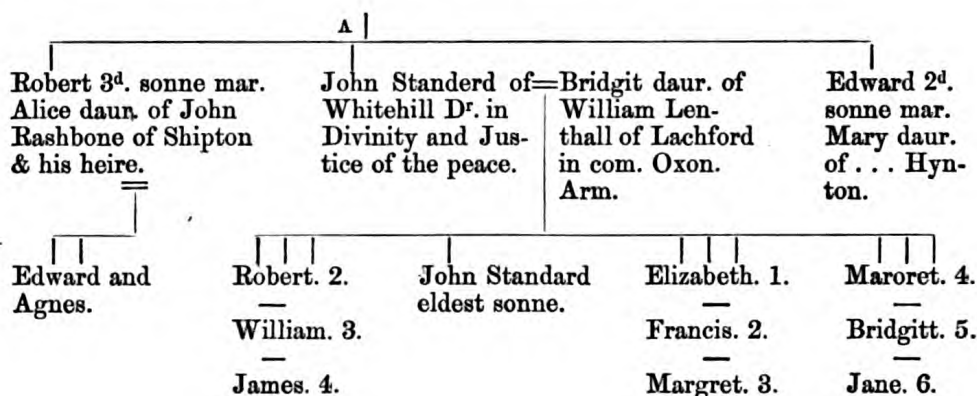 A
Robert 3d. sonne mar.
Alice daur. of John
Rashbone of Shipton
& his heire.
John Standerd of
Whitehill Dr. in
Divinity and Jus-
tice of the peace.
Bridgit daur. of
William Len-
thall of Lachford
in com. Oxon.
Arm.
Edward 2d.
sonne mar.
Mary daur.
of . . . Hyn-
ton.
Edward and
Agnes.
Robert. 2.
William. 3.
James. 4.
John Standard
eldest sonne.
Elizabeth. 1.
Francis. 2.
Margret. 3.
Maroret. 4.
Bridgitt. 5.
Jane. 6.